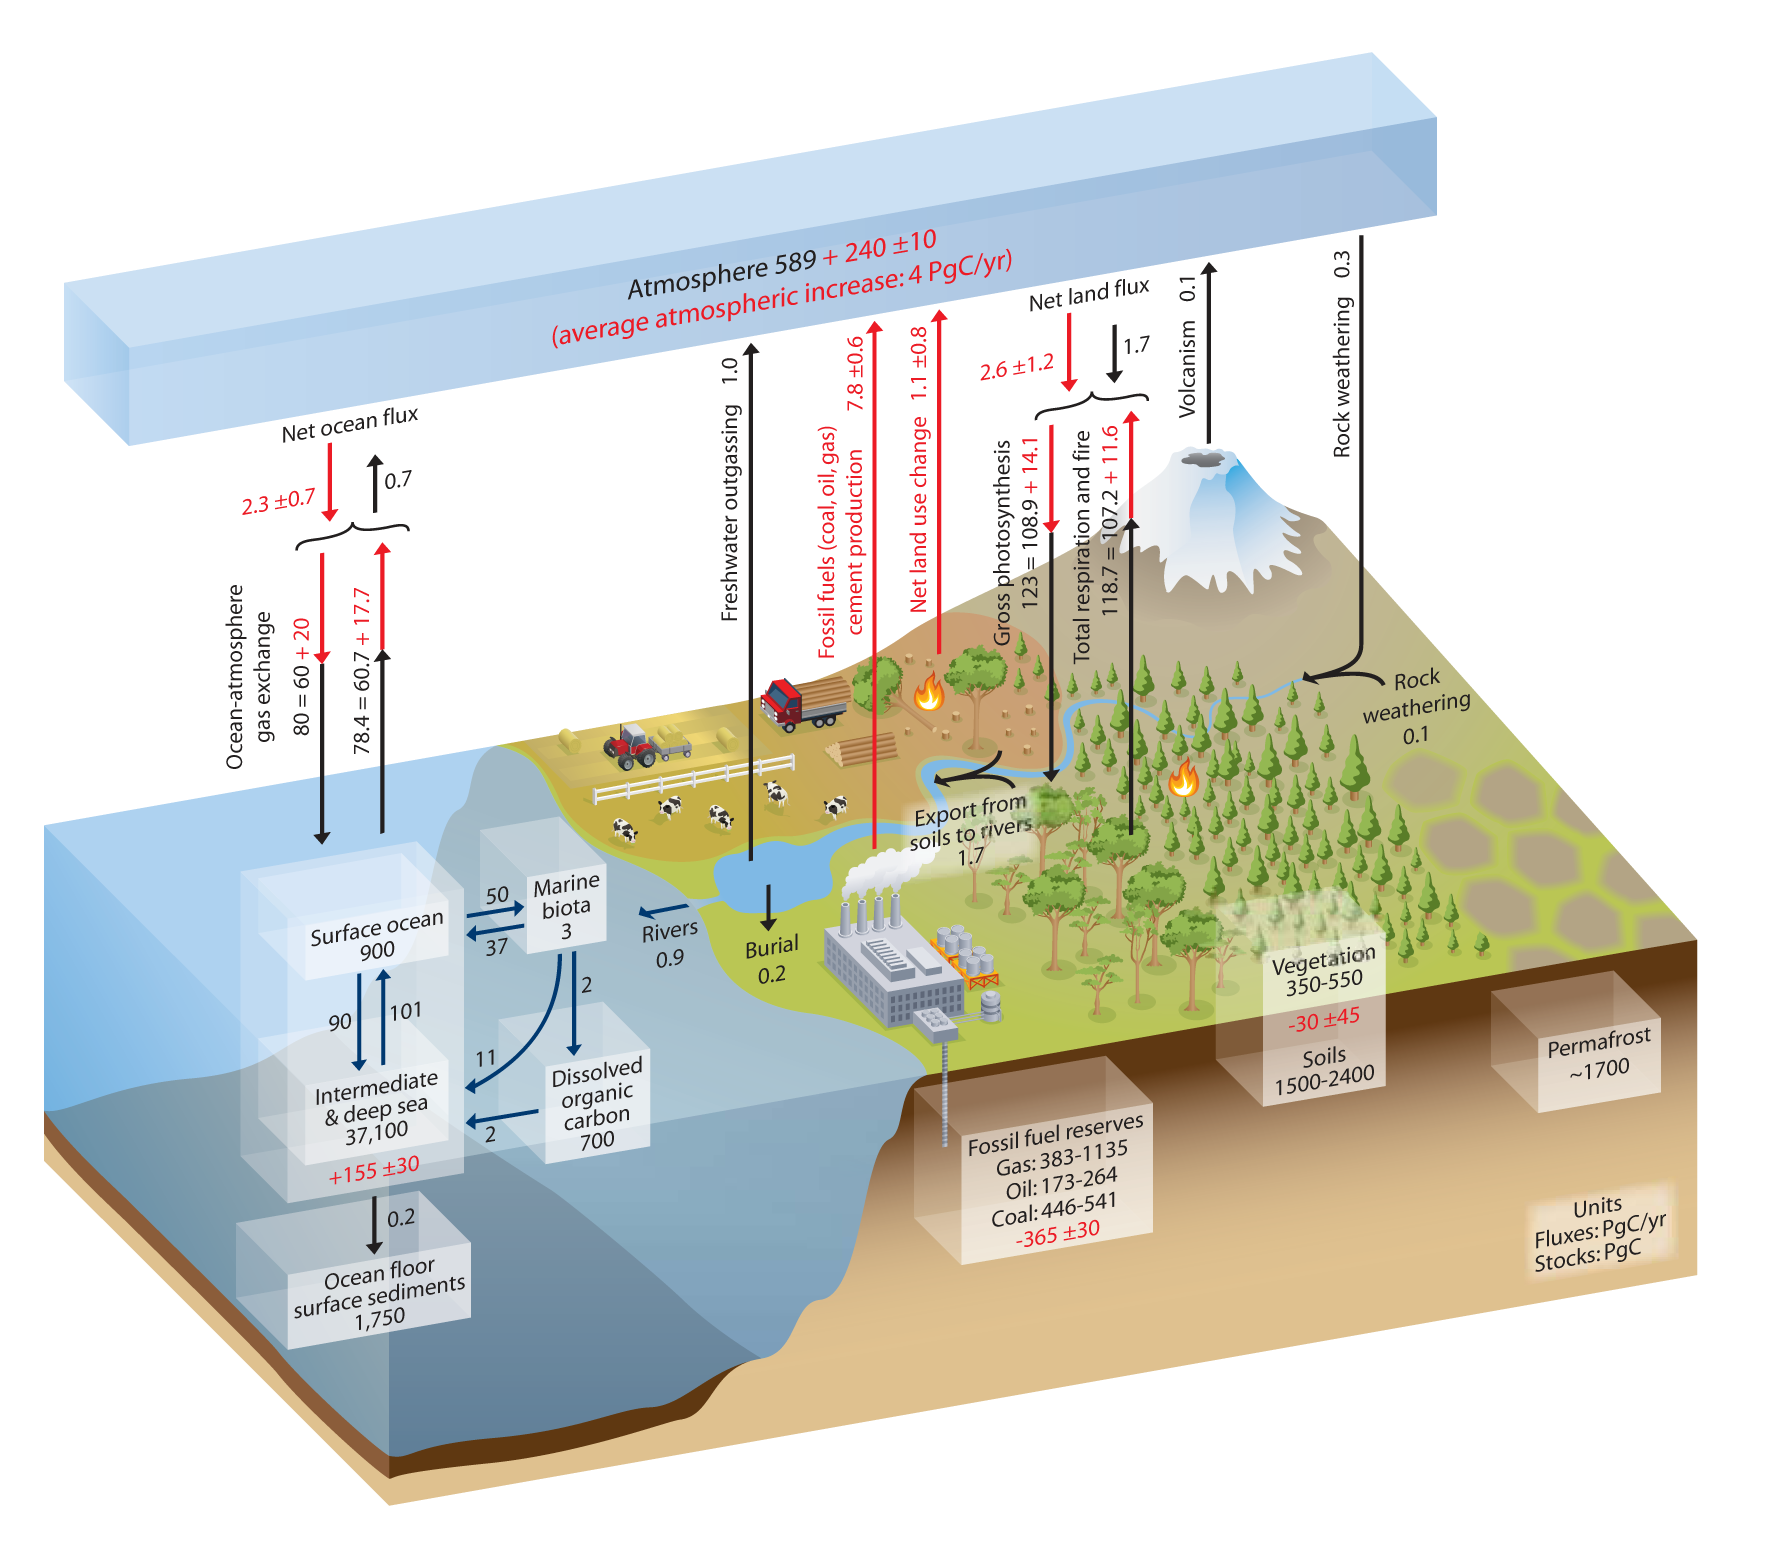 Atmosphere 589 + 240 ±10
(average atmospheric increase: 4 PgC/yr)
Net ocean flux
2.3 ±0.7
0.7
Ocean-atmosphere
gas exchange
80 = 60 + 20
78.4 = 60.7 + 17.7
Freshwater outgassing 1.0
Fossil fuels (coal, oil, gas)
cement production 7.8 ±0.6
Net land use change 1.1 ±0.8
Net land flux
2.6 ±1.2
1.7
Gross photosynthesis
123 = 108.9 + 14.1
Total respiration and fire
118.7 = 107.2 + 11.6
Volcanism 0.1
Rock weathering 0.3
Rock
weathering
0.1
Export from
soils to rivers
1.7
Surface ocean
900
50
37
Marine
biota
3
Rivers
0.9
Burial
0.2
90
101
2
11
2
Intermediate
& deep sea
37,100
+155 ±30
Dissolved
organic
carbon
700
0.2
Ocean floor
surface sediments
1,750
Vegetation
350-550
-30 ±45
Soils
1500-2400
Permafrost
~1700
Fossil fuel reserves
Gas: 383-1135
Oil: 173-264
Coal: 446-541
-365 ±30
Units
Fluxes: PgC/yr
Stocks: PgC